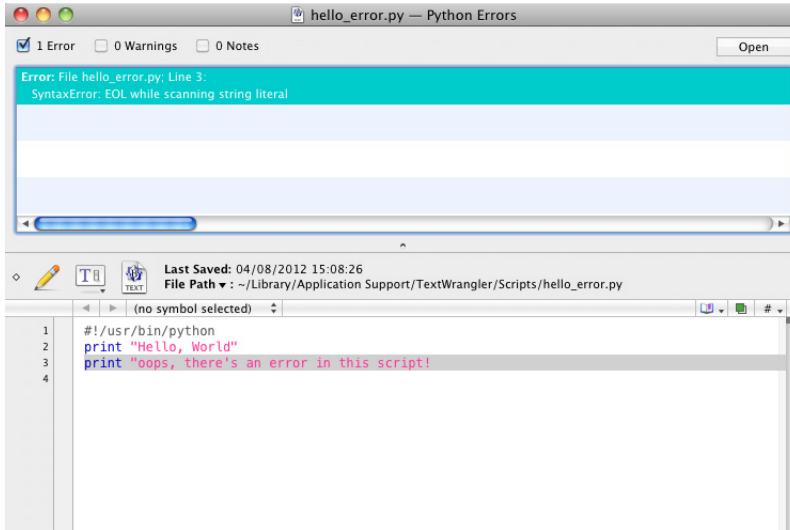 hello_error.py — Python Errors
1 Error 0 Warnings 0 Notes Open
Error: File hello_error.py; Line 3:
SyntaxError: EOL while scanning string literal
Last Saved: 04/08/2012 15:08:26
TEXT File Path ▾ : ~/Library/Application Support/TextWrangler/Scripts/hello_error.py
(no symbol selected) #
1 #!/usr/bin/python
2 print "Hello, World"
3 print "oops, there's an error in this script!
4